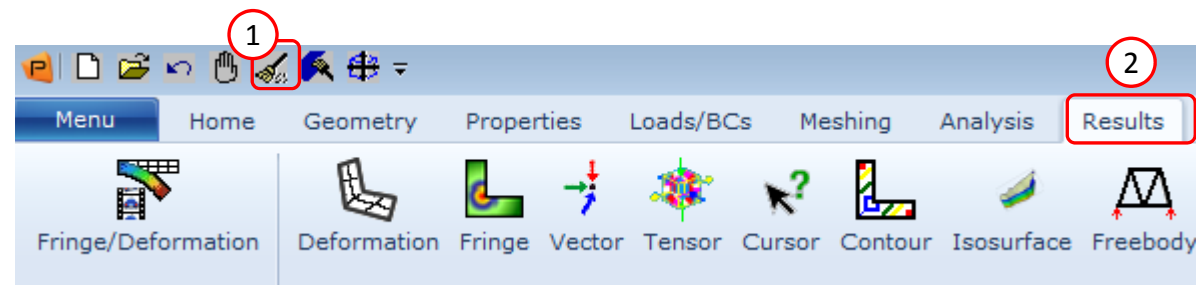 1
2
Menu Home Geometry Properties Loads/BCs Meshing Analysis Results
Fringe/Deformation Deformation Fringe Vector Tensor Cursor Contour Isosurface Freebody